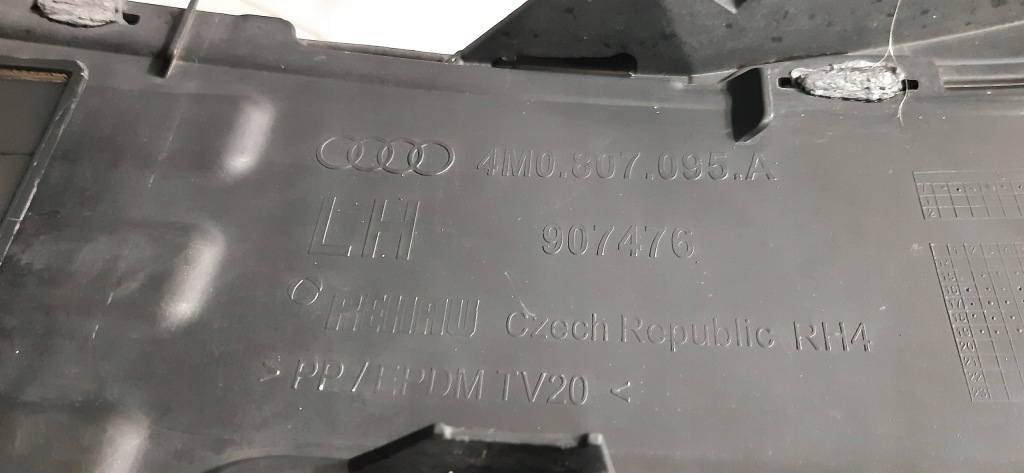 4M0.807.095.A
LH 907476
REHAU Czech Republic RH4
>PP/EPDM TV20<